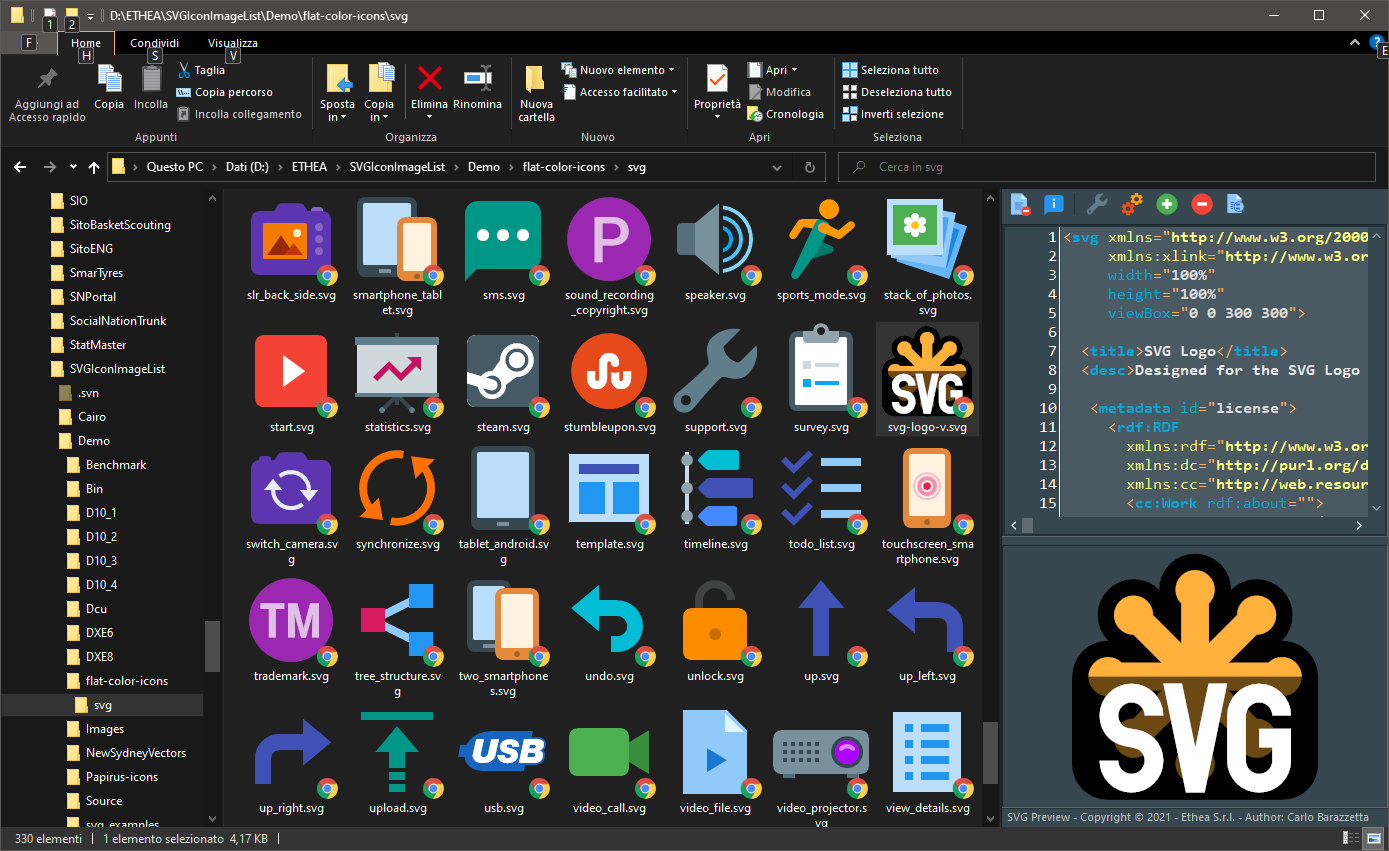 D:\ETHEA\SVGIconImageList\Demo\flat-color-icons\svg
1 2
F Home Condividi Visualizza
H S V E
Aggiungi ad
Accesso rapido
Copia
Incolla
Taglia
Copia percorso
Incolla collegamento
Appunti
Sposta
in
Copia
in
Elimina
Rinomina
Organizza
Nuova
cartella
Nuovo elemento
Accesso facilitato
Nuovo
Proprietà
Apri
Modifica
Cronologia
Apri
Seleziona tutto
Deseleziona tutto
Inverti selezione
Seleziona
Questo PC > Dati (D:) > ETHEA > SVGIconImageList > Demo > flat-color-icons > svg
Cerca in svg
SIO
SitoBasketScouting
SitoENG
SmarTyres
SNPortal
SocialNationTrunk
StatMaster
SVGIconImageList
.svn
Cairo
Demo
Benchmark
Bin
D10_1
D10_2
D10_3
D10_4
Dcu
DXE6
DXE8
flat-color-icons
svg
Images
NewSydneyVectors
Papirus-icons
Source
svg_examples
P
slr_back_side.svg
smartphone_tabl
et.svg
sms.svg
sound_recording
_copyright.svg
speaker.svg
sports_mode.svg
stack_of_photos.
svg
SVG
start.svg
statistics.svg
steam.svg
stumbleupon.svg
support.svg
survey.svg
svg-logo-v.svg
switch_camera.sv
g
synchronize.svg
tablet_android.sv
g
template.svg
timeline.svg
todo_list.svg
touchscreen_sma
rtphone.svg
TM
trademark.svg
tree_structure.sv
g
two_smartphone
s.svg
undo.svg
unlock.svg
up.svg
up_left.svg
USB
up_right.svg
upload.svg
usb.svg
video_call.svg
video_file.svg
video_projector.s
vg
view_details.svg
1 <svg xmlns="http://www.w3.org/2000
2 xmlns:xlink="http://www.w3.or
3 width="100%"
4 height="100%"
5 viewBox="0 0 300 300">
6
7 <title>SVG Logo</title>
8 <desc>Designed for the SVG Logo
9
10 <metadata id="license">
11 <rdf:RDF
12 xmlns:rdf="http://www.w3.or
13 xmlns:dc="http://purl.org/d
14 xmlns:cc="http://web.resour
15 <cc:Work rdf:about="">
SVG
SVG Preview - Copyright © 2021 - Ethea S.r.l. - Author: Carlo Barazzetta
330 elementi
1 elemento selezionato 4,17 KB